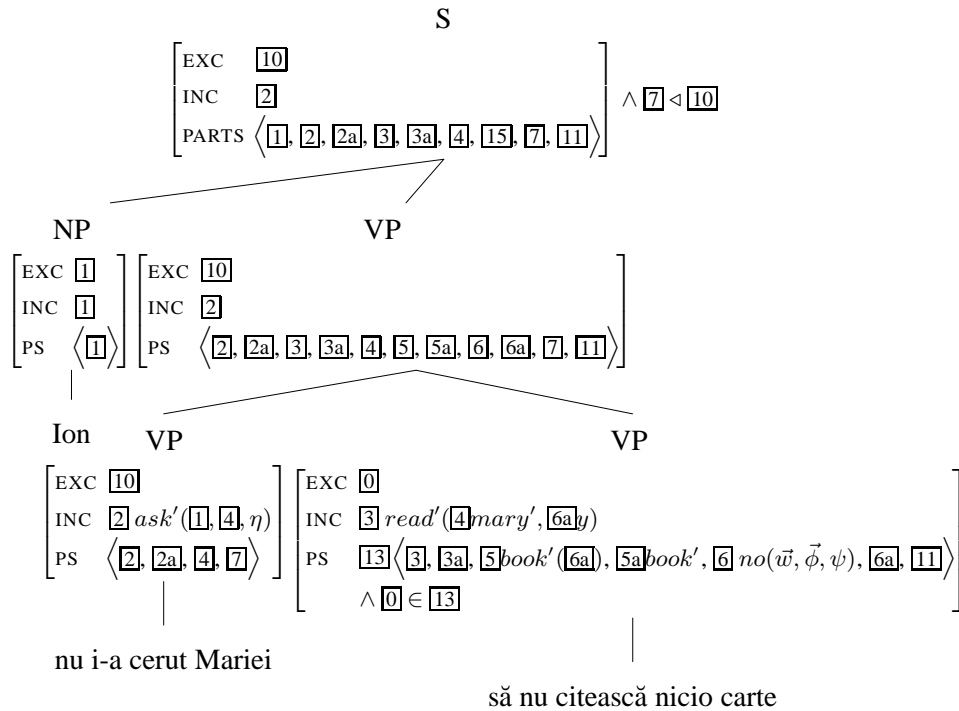 S
EXC 10
INC 2
PARTS ⟨1, 2, 2a, 3, 3a, 4, 15, 7, 11⟩ ∧ 7 ◃ 10
NP VP
EXC 1 EXC 10
INC 1 INC 2
PS ⟨1⟩ PS ⟨2, 2a, 3, 3a, 4, 5, 5a, 6, 6a, 7, 11⟩
Ion VP VP
EXC 10 EXC 0
INC 2 ask′(1, 4, η) INC 3 read′(4 mary′, 6a y)
PS ⟨2, 2a, 4, 7⟩ PS 13⟨3, 3a, 5 book′(6a), 5a book′, 6 no(w⃗, ϕ⃗, ψ), 6a, 11⟩
∧ 0 ∈ 13
nu i-a cerut Mariei
să nu citească nicio carte